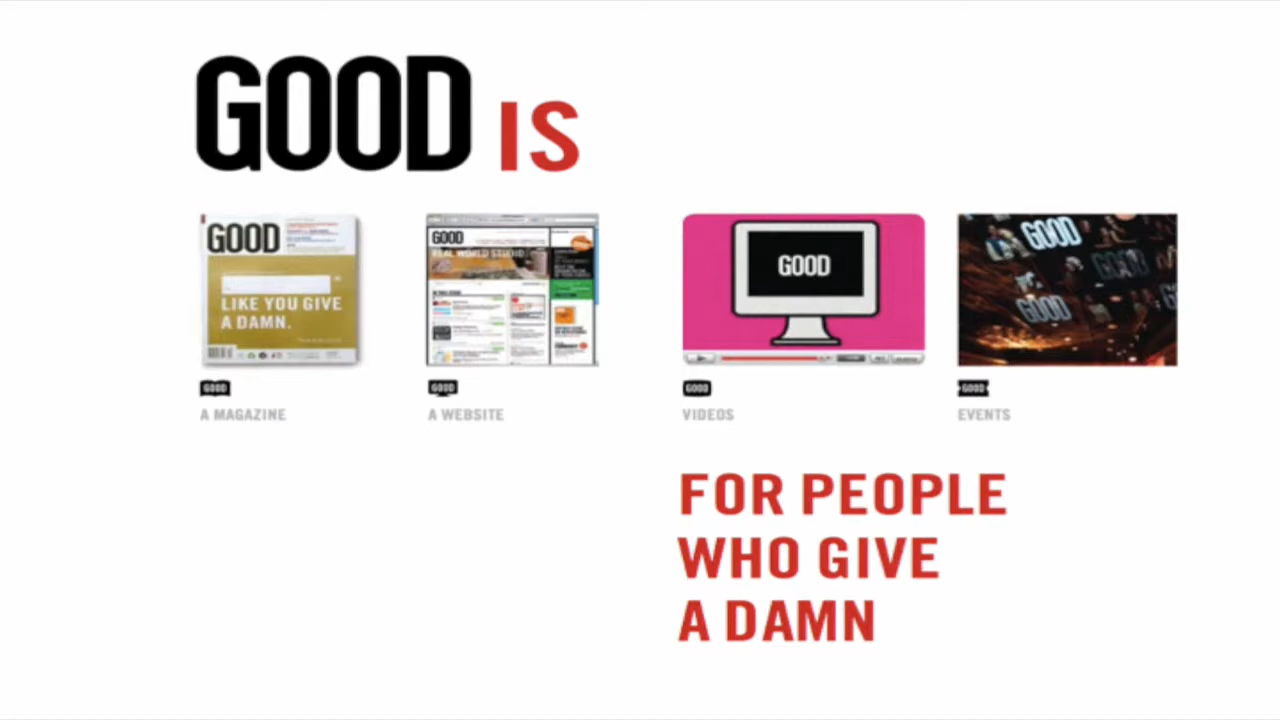 GOOD IS
GOOD
LIKE YOU GIVE
A DAMN.
GOOD
REAL WORLD STUDIO
GOOD
GOOD
GOOD
GOOD
GOOD
GOOD
GOOD
GOOD
A MAGAZINE
A WEBSITE
VIDEOS
EVENTS
FOR PEOPLE
WHO GIVE
A DAMN